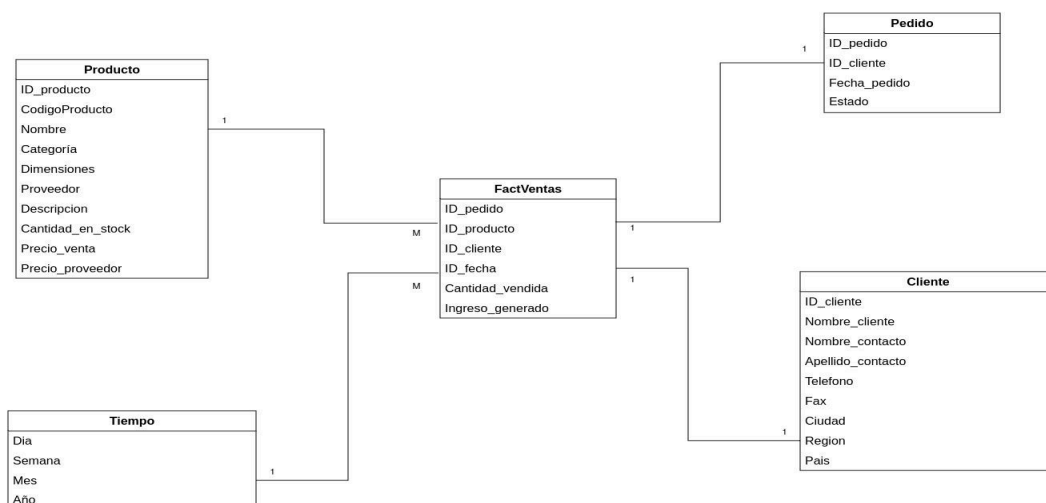 Pedido
ID_pedido
ID_cliente
Fecha_pedido
Estado
1
Producto
ID_producto
CodigoProducto
Nombre
Categoría
Dimensiones
Proveedor
Descripcion
Cantidad_en_stock
Precio_venta
Precio_proveedor
1
M
FactVentas
ID_pedido
ID_producto
ID_cliente
ID_fecha
Cantidad_vendida
Ingreso_generado
1
M
1
Cliente
ID_cliente
Nombre_cliente
Nombre_contacto
Apellido_contacto
Telefono
Fax
Ciudad
Region
Pais
1
Tiempo
Dia
Semana
Mes
Año
1